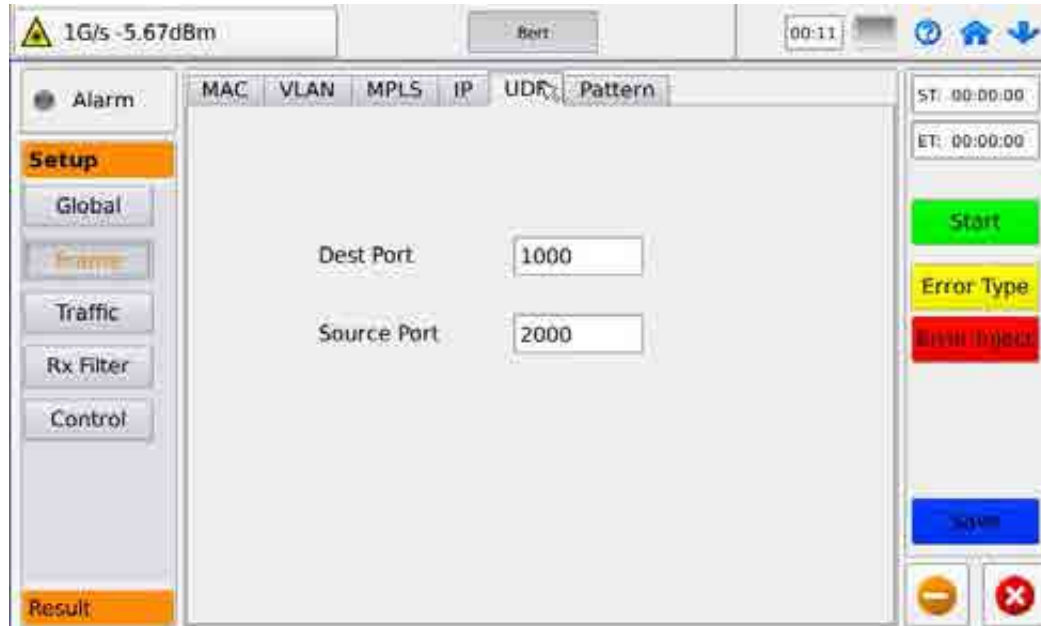 1G/s -5.67dBm
Bert
00:11
Alarm
MAC VLAN MPLS IP UDP Pattern
ST: 00:00:00
ET: 00:00:00
Setup
Global
Frame
Traffic
Rx Filter
Control
Dest Port 1000
Source Port 2000
Start
Error Type
Error Inject
Save
Result